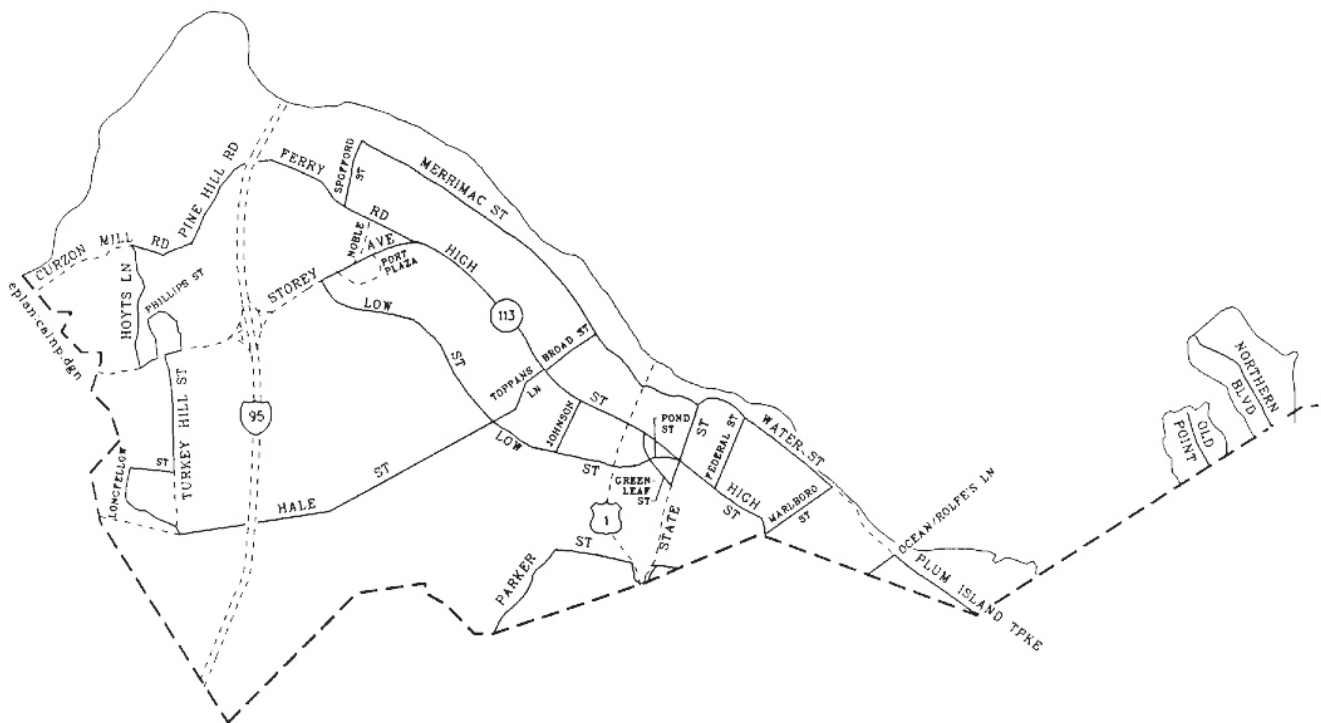 SPOFFORD
ST
FERRY
RD
MERRIMAC ST
PINE HILL RD
CURZON MILL RD
HOYTS LN
PHILLIPS ST
eplan:calnp.dgn
NOBLE
STOREY AVE
PORT
PLAZA
HIGH
ST
113
LOW
ST
TOPPANS
LN
BROAD ST
95
TURKEY HILL ST
LONGFELLOW
ST
HALE
ST
JOHNSON
LOW
ST
POND
ST
ST
FEDERAL ST
WATER ST
GREEN-
LEAF
ST
HIGH
ST
MARLBORO
ST
1
STATE
PARKER
ST
OCEAN/ROLFE'S LN
PLUM ISLAND TPKE
OLD
POINT
NORTHERN
BLVD